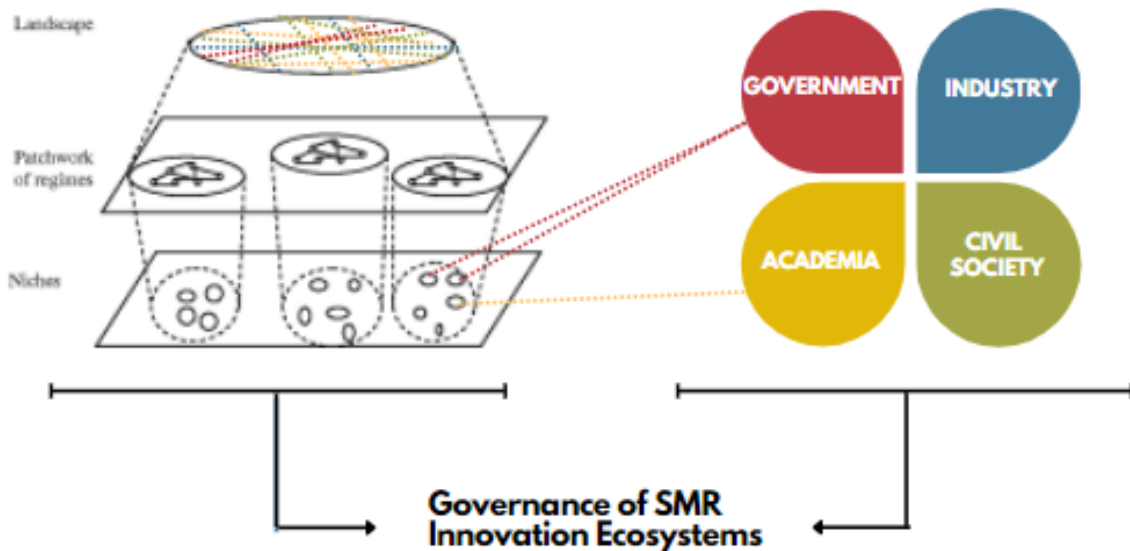 Landscape
Patchwork
of regimes
Niches
GOVERNMENT
INDUSTRY
ACADEMIA
CIVIL
SOCIETY
Governance of SMR
Innovation Ecosystems